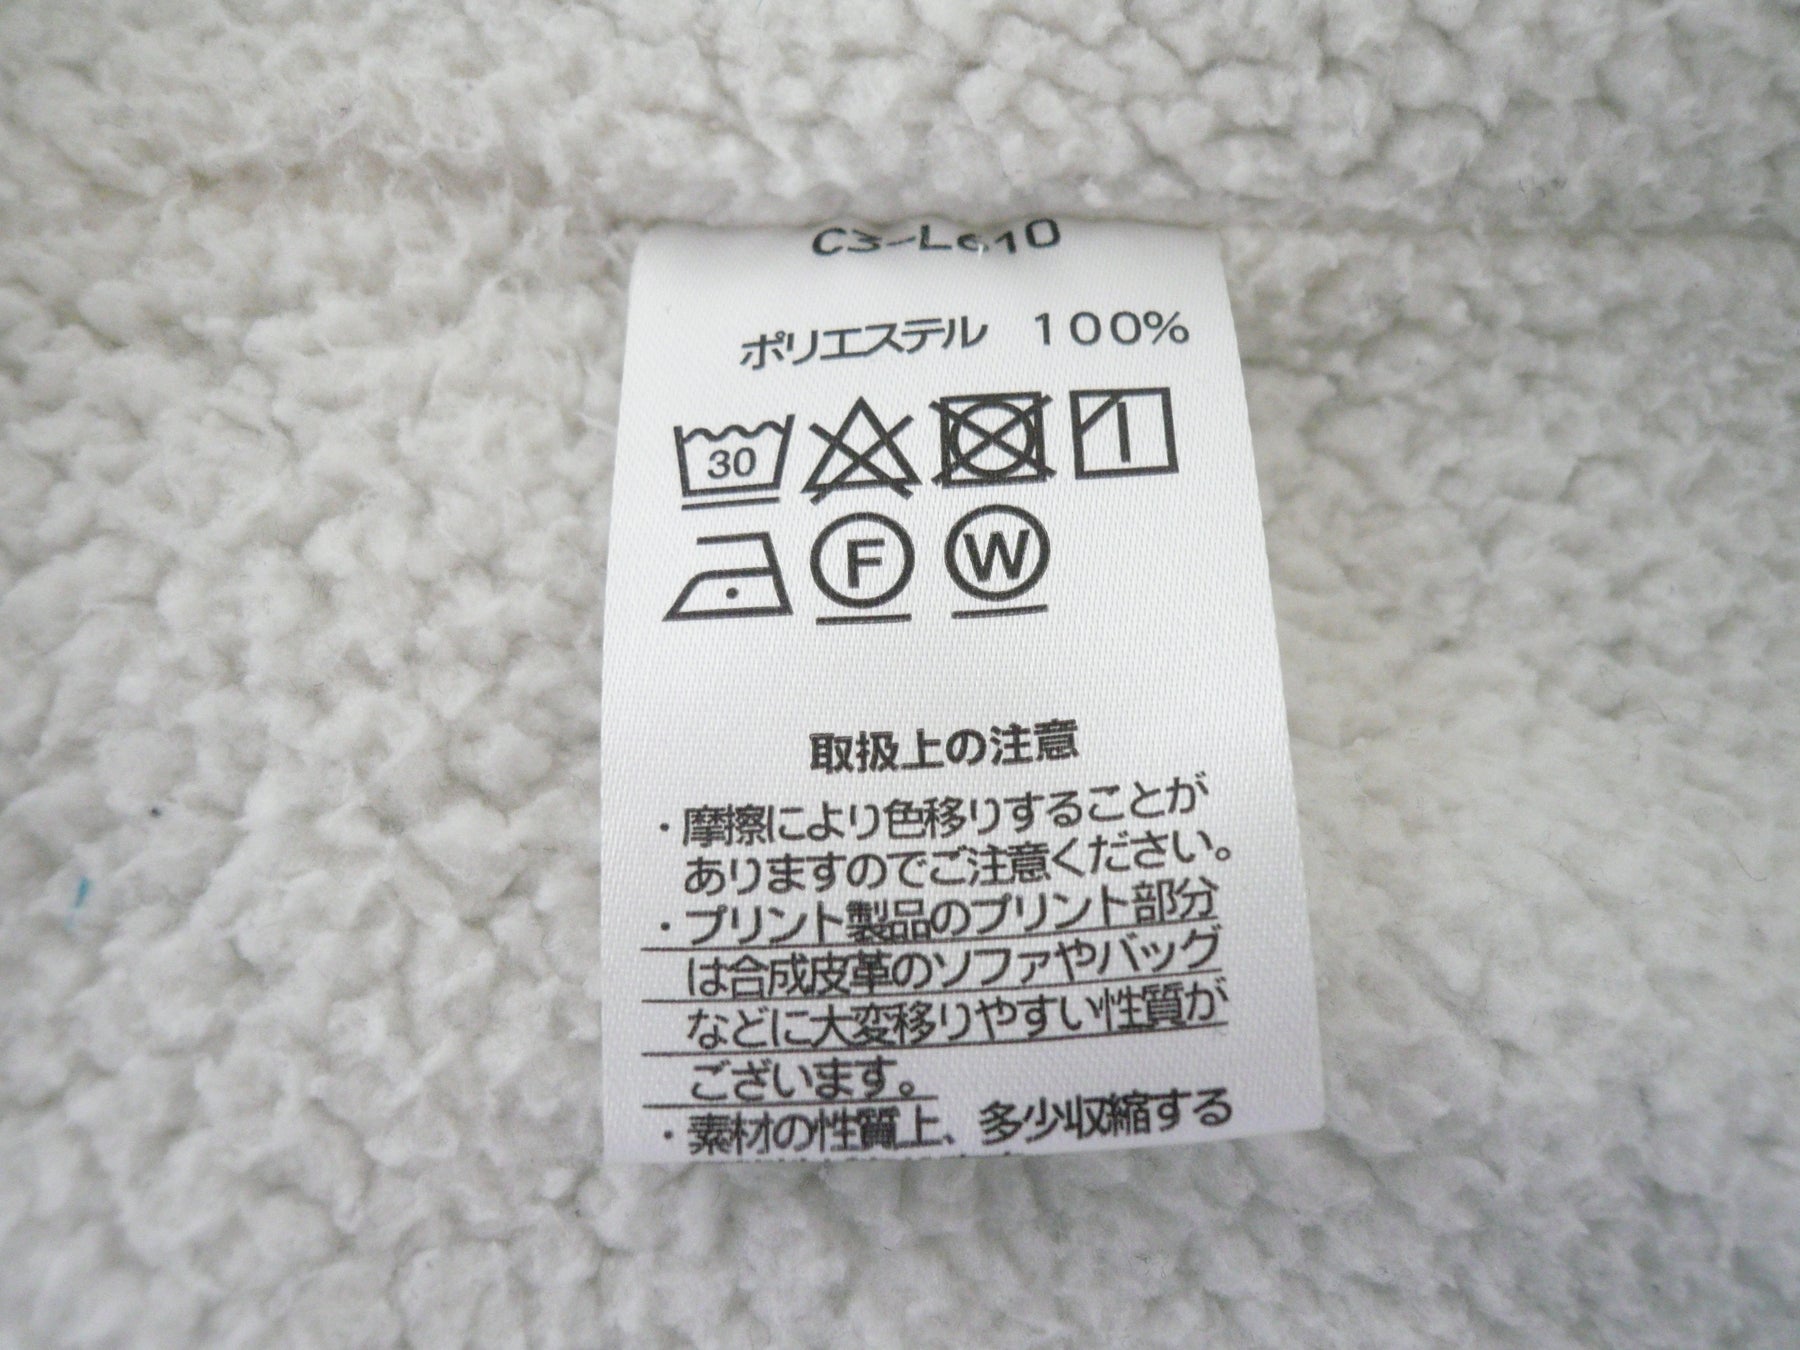 ポリエステル １００％
30
F
W
取扱上の注意
・摩擦により色移りすることが
ありますのでご注意ください。
・プリント製品のプリント部分
は合成皮革のソファやバッグ
などに大変移りやすい性質が
ございます。
・素材の性質上、多少収縮する